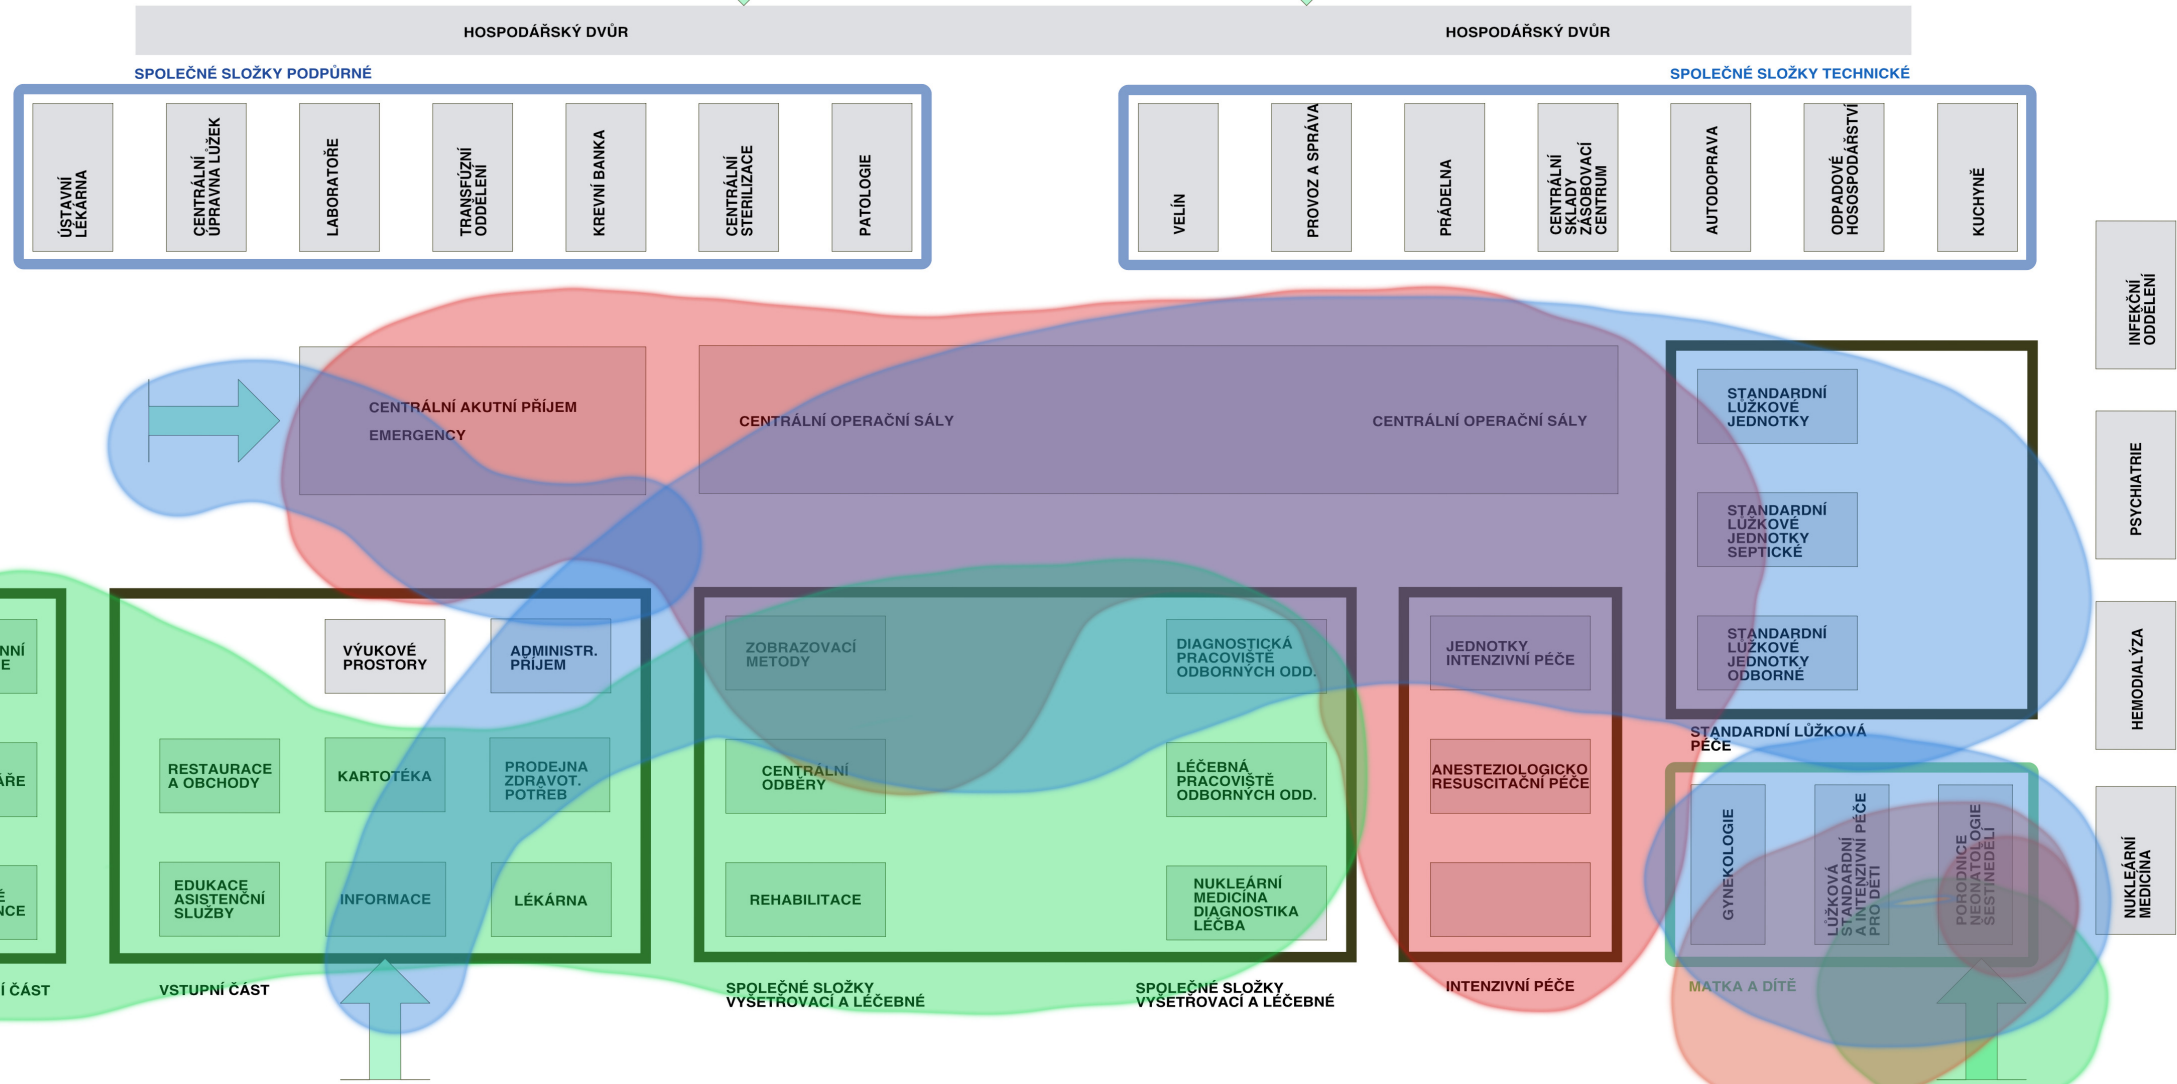 HOSPODÁŘSKÝ DVŮR
HOSPODÁŘSKÝ DVŮR
SPOLEČNÉ SLOŽKY PODPŮRNÉ
SPOLEČNÉ SLOŽKY TECHNICKÉ
ÚSTAVNÍ
LÉKÁRNA
CENTRÁLNÍ
ÚPRAVNA LŮŽEK
LABORATOŘE
TRANSFÚZNÍ
ODDĚLENÍ
KREVNÍ BANKA
CENTRÁLNÍ
STERILIZACE
PATOLOGIE
VELÍN
PROVOZ A SPRÁVA
PRÁDELNA
CENTRÁLNÍ
SKLADY
ZÁSOBOVACÍ
CENTRUM
AUTODOPRAVA
ODPADOVÉ
HOSOSPODÁŘSTVÍ
KUCHYNĚ
INFEKČNÍ
ODDĚLENÍ
PSYCHIATRIE
HEMODIALÝZA
NUKLEÁRNÍ
MEDICÍNA
CENTRÁLNÍ AKUTNÍ PŘÍJEM
EMERGENCY
CENTRÁLNÍ OPERAČNÍ SÁLY
CENTRÁLNÍ OPERAČNÍ SÁLY
STANDARDNÍ
LŮŽKOVÉ
JEDNOTKY
STANDARDNÍ
LŮŽKOVÉ
JEDNOTKY
SEPTICKÉ
STANDARDNÍ
LŮŽKOVÉ
JEDNOTKY
ODBORNÉ
STANDARDNÍ LŮŽKOVÁ
PÉČE
NNÍ
E
ÁŘE
Ě
NCE
Í ČÁST
VÝUKOVÉ
PROSTORY
ADMINISTR.
PŘÍJEM
RESTAURACE
A OBCHODY
KARTOTÉKA
PRODEJNA
ZDRAVOT.
POTŘEB
EDUKACE
ASISTENČNÍ
SLUŽBY
INFORMACE
LÉKÁRNA
VSTUPNÍ ČÁST
ZOBRAZOVACÍ
METODY
DIAGNOSTICKÁ
PRACOVIŠTĚ
ODBORNÝCH ODD.
CENTRÁLNÍ
ODBĚRY
LÉČEBNÁ
PRACOVIŠTĚ
ODBORNÝCH ODD.
REHABILITACE
NUKLEÁRNÍ
MEDICÍNA
DIAGNOSTIKA
LÉČBA
SPOLEČNÉ SLOŽKY
VYŠETŘOVACÍ A LÉČEBNÉ
SPOLEČNÉ SLOŽKY
VYŠETŘOVACÍ A LÉČEBNÉ
JEDNOTKY
INTENZIVNÍ PÉČE
ANESTEZIOLOGICKO
RESUSCITAČNÍ PÉČE
INTENZIVNÍ PÉČE
GYNEKOLOGIE
LŮŽKOVÁ
STANDARDNÍ
A INTENZIVNÍ PÉČE
PRO DĚTI
PORODNICE
NEONATOLOGIE
ŠESTINEDĚLÍ
MATKA A DÍTĚ